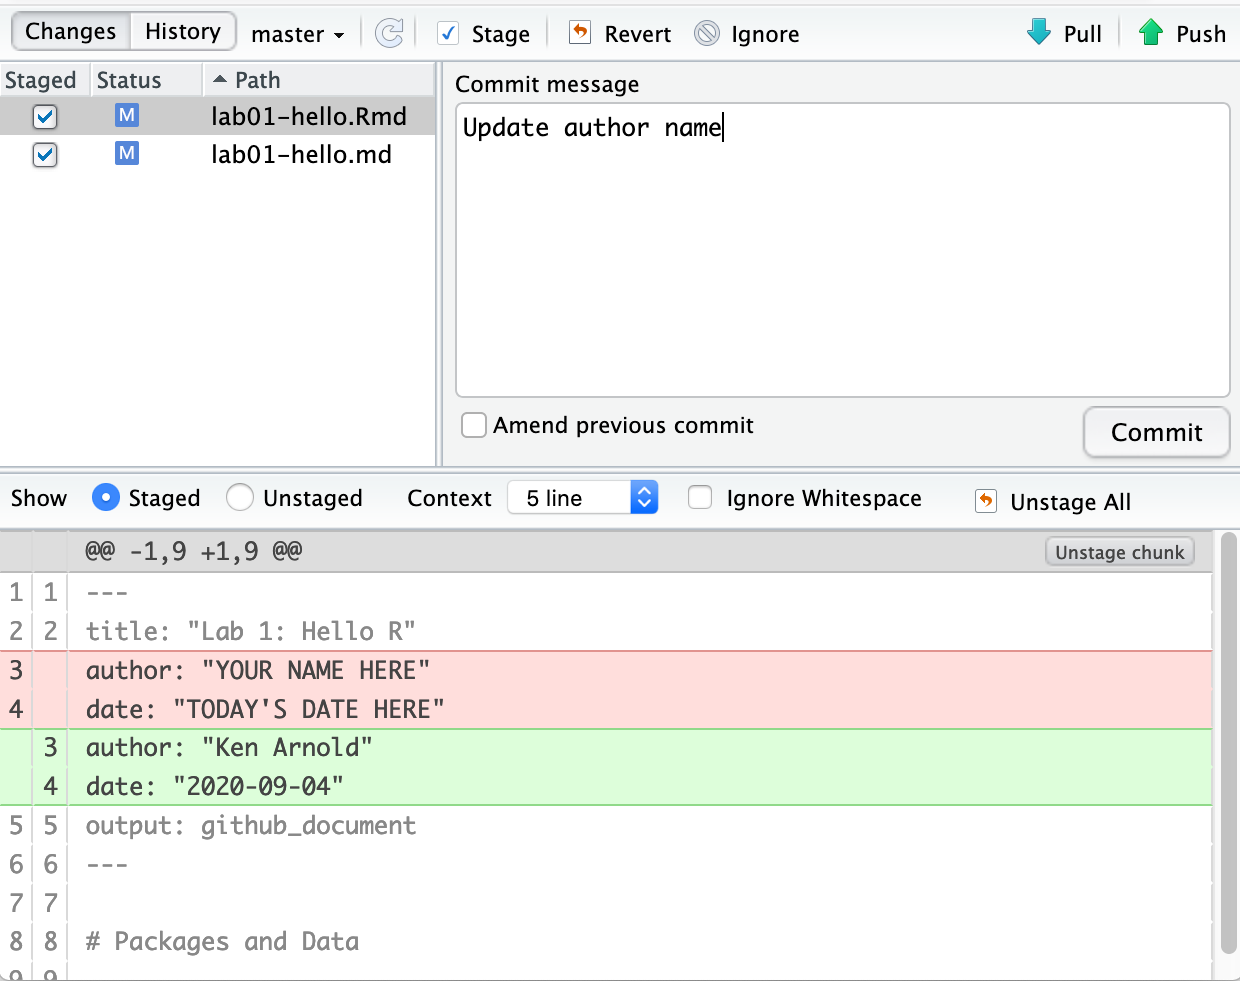 Changes History master Stage Revert Ignore Pull Push
Staged Status Path
M lab01-hello.Rmd
M lab01-hello.md
Commit message
Update author name
Amend previous commit
Commit
Show Staged Unstaged Context 5 line Ignore Whitespace Unstage All
@@ -1,9 +1,9 @@ Unstage chunk
1 1 ---
2 2 title: "Lab 1: Hello R"
3 author: "YOUR NAME HERE"
4 date: "TODAY'S DATE HERE"
3 author: "Ken Arnold"
4 date: "2020-09-04"
5 5 output: github_document
6 6 ---
7 7
8 8 # Packages and Data
9 9